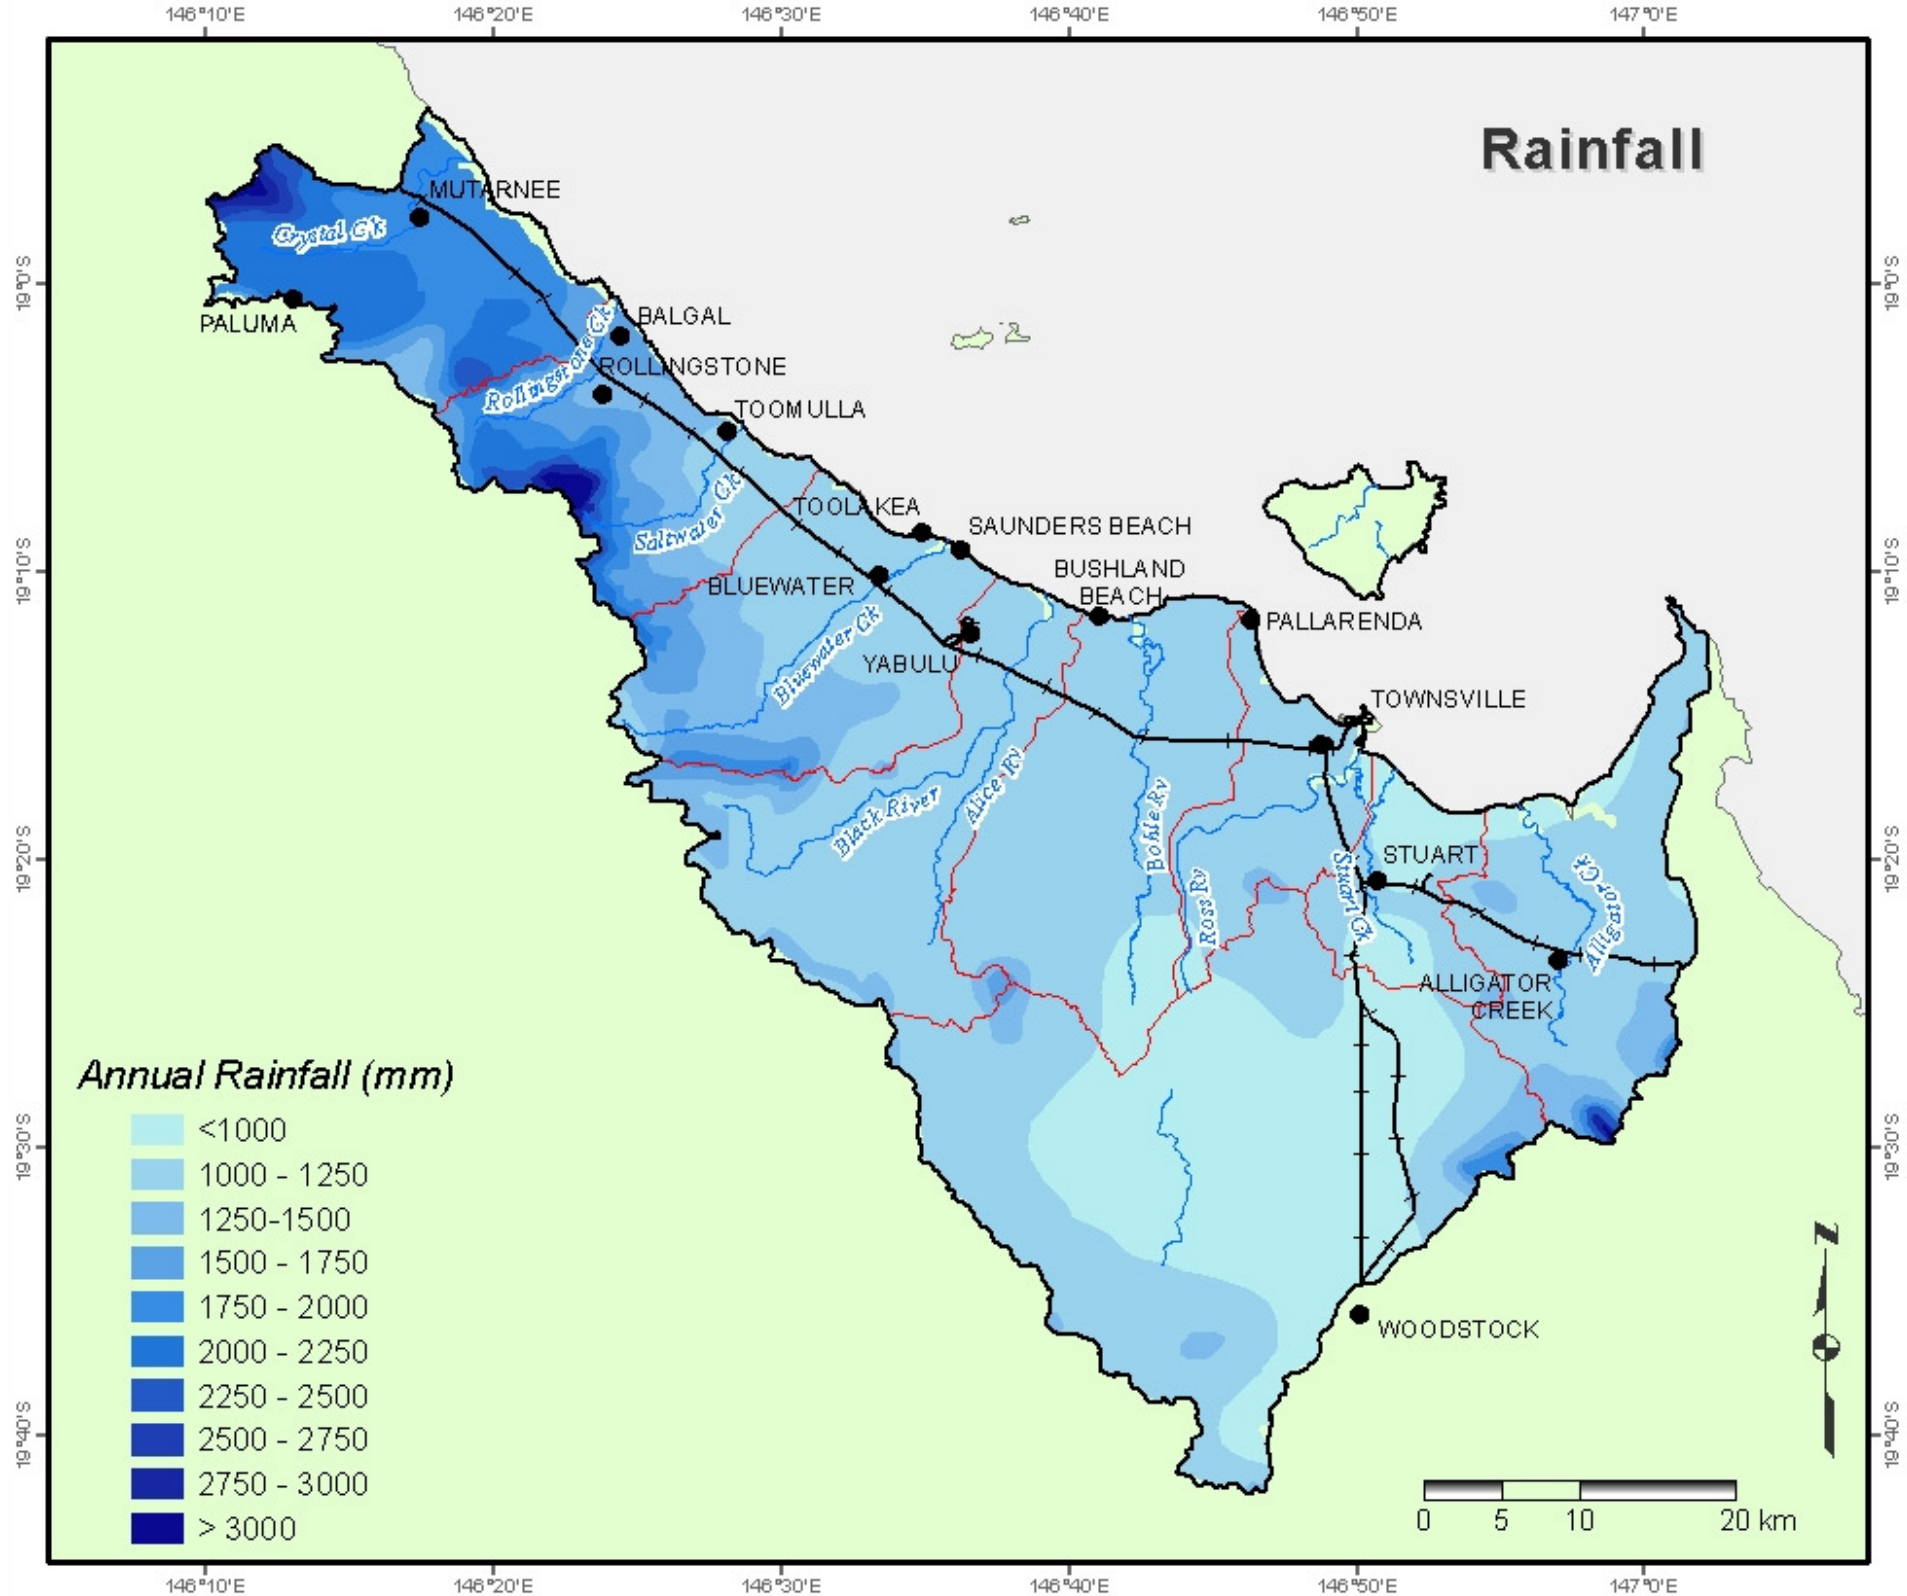 146°10'E 146°20'E 146°30'E 146°40'E 146°50'E 147°0'E
Rainfall
MUTARNEE
Crystal Ck
19°0'S 19°0'S
PALUMA
BALGAL
ROLLINGSTONE
Rollingstone Ck
TOOMULLA
TOOLAKEA
SAUNDERS BEACH
Saltwater Ck
BUSHLAND
BEACH
19°10'S 19°10'S
BLUEWATER
PALLARENDA
Bluewater Ck
YABULU
TOWNSVILLE
Black River
Alice Rv
Bohle Rv
19°20'S 19°20'S
STUART
Ross Rv
Stuart Ck
Alligator Ck
ALLIGATOR
CREEK
Annual Rainfall (mm)
<1000
1000 - 1250
1250-1500
1500 - 1750
1750 - 2000
2000 - 2250
2250 - 2500
2500 - 2750
2750 - 3000
> 3000
19°30'S 19°30'S
WOODSTOCK
N
19°40'S 19°40'S
0 5 10 20 km
146°10'E 146°20'E 146°30'E 146°40'E 146°50'E 147°0'E